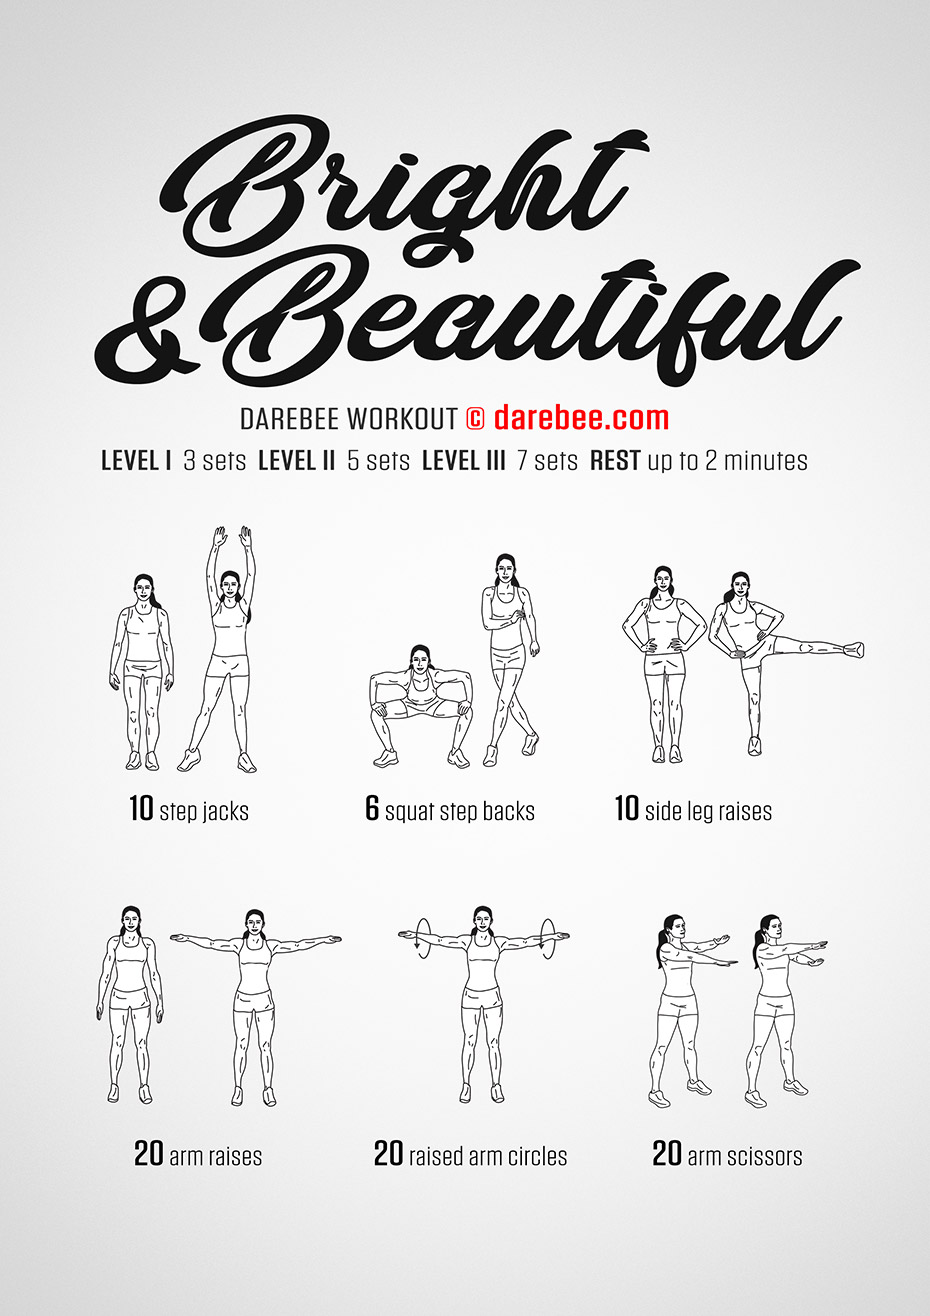 Bright
& Beautiful
DAREBEE WORKOUT © darebee.com
LEVEL I 3 sets LEVEL II 5 sets LEVEL III 7 sets REST up to 2 minutes
10 step jacks
6 squat step backs
10 side leg raises
20 arm raises
20 raised arm circles
20 arm scissors